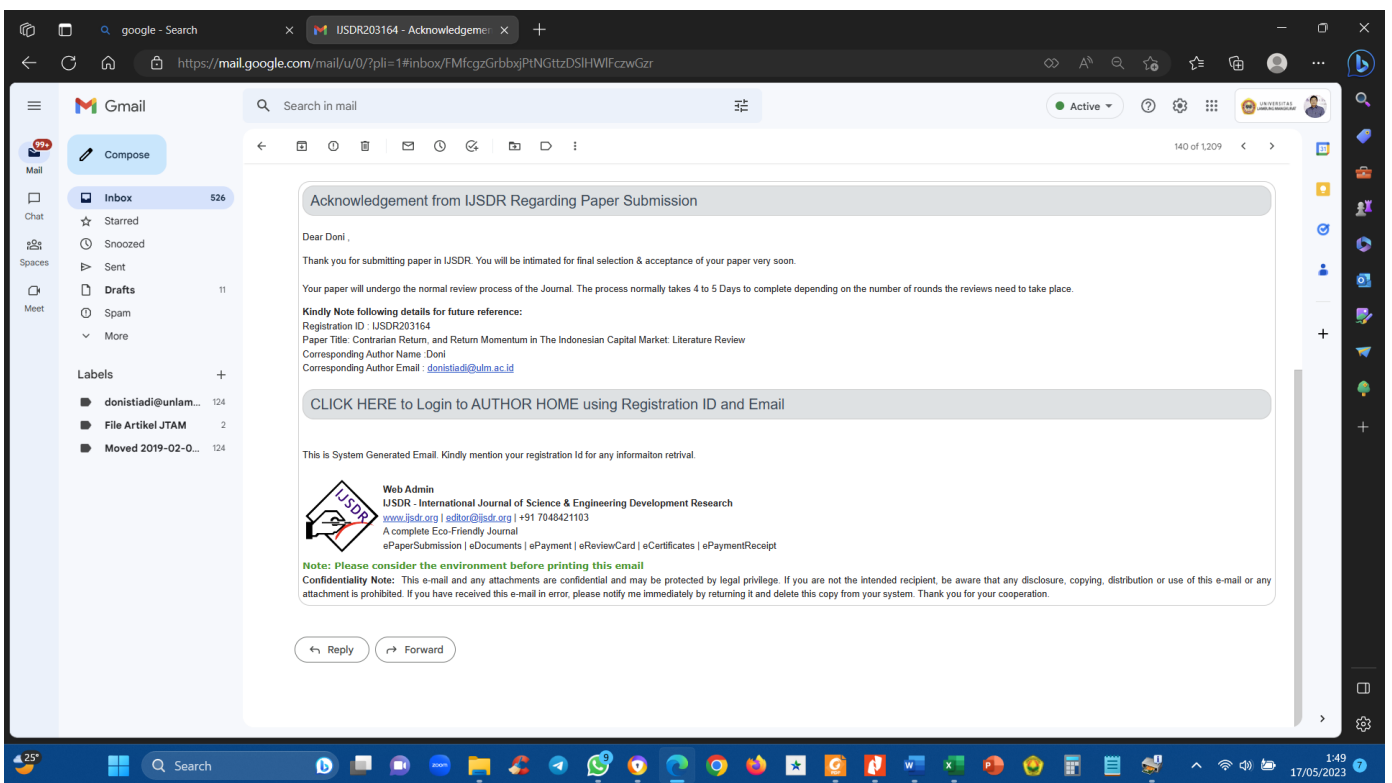 google - Search
IJSDR203164 - Acknowledgemen
https://mail.google.com/mail/u/0/?pli=1#inbox/FMfcgzGrbbxjPtNGttzDSlHWlFczwGzr
Gmail
Search in mail
Active
UNIVERSITAS
LAMBUNG MANGKURAT
99+
Mail
Compose
140 of 1,209
31
Inbox 526
Chat
Starred
Snoozed
Spaces
Sent
Drafts 11
Meet
Spam
More
Labels
donistiadi@unlam... 124
File Artikel JTAM 2
Moved 2019-02-0... 124
Acknowledgement from IJSDR Regarding Paper Submission
Dear Doni ,
Thank you for submitting paper in IJSDR. You will be intimated for final selection & acceptance of your paper very soon.
Your paper will undergo the normal review process of the Journal. The process normally takes 4 to 5 Days to complete depending on the number of rounds the reviews need to take place.
Kindly Note following details for future reference:
Registration ID : IJSDR203164
Paper Title: Contrarian Return, and Return Momentum in The Indonesian Capital Market: Literature Review
Corresponding Author Name :Doni
Corresponding Author Email : donistiadi@ulm.ac.id
CLICK HERE to Login to AUTHOR HOME using Registration ID and Email
This is System Generated Email. Kindly mention your registration Id for any informaiton retrival.
IJSDR
Web Admin
IJSDR - International Journal of Science & Engineering Development Research
www.ijsdr.org | editor@ijsdr.org | +91 7048421103
A complete Eco-Friendly Journal
ePaperSubmission | eDocuments | ePayment | eReviewCard | eCertificates | ePaymentReceipt
Note: Please consider the environment before printing this email
Confidentiality Note: This e-mail and any attachments are confidential and may be protected by legal privilege. If you are not the intended recipient, be aware that any disclosure, copying, distribution or use of this e-mail or any
attachment is prohibited. If you have received this e-mail in error, please notify me immediately by returning it and delete this copy from your system. Thank you for your cooperation.
Reply
Forward
25°
Search
zoom
9
1:49
17/05/2023
7